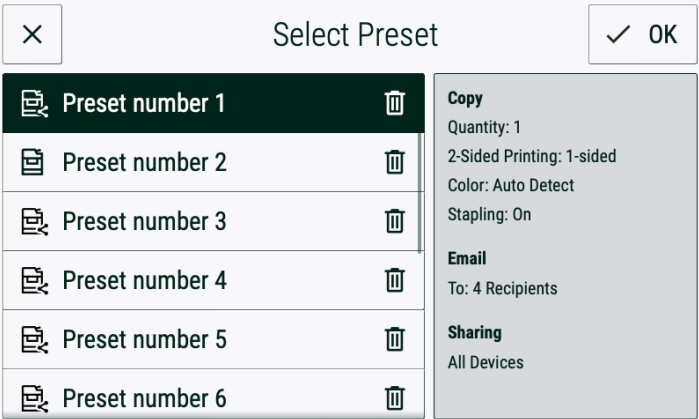 Select Preset
OK
Preset number 1
Preset number 2
Preset number 3
Preset number 4
Preset number 5
Preset number 6
Copy
Quantity: 1
2-Sided Printing: 1-sided
Color: Auto Detect
Stapling: On
Email
To: 4 Recipients
Sharing
All Devices